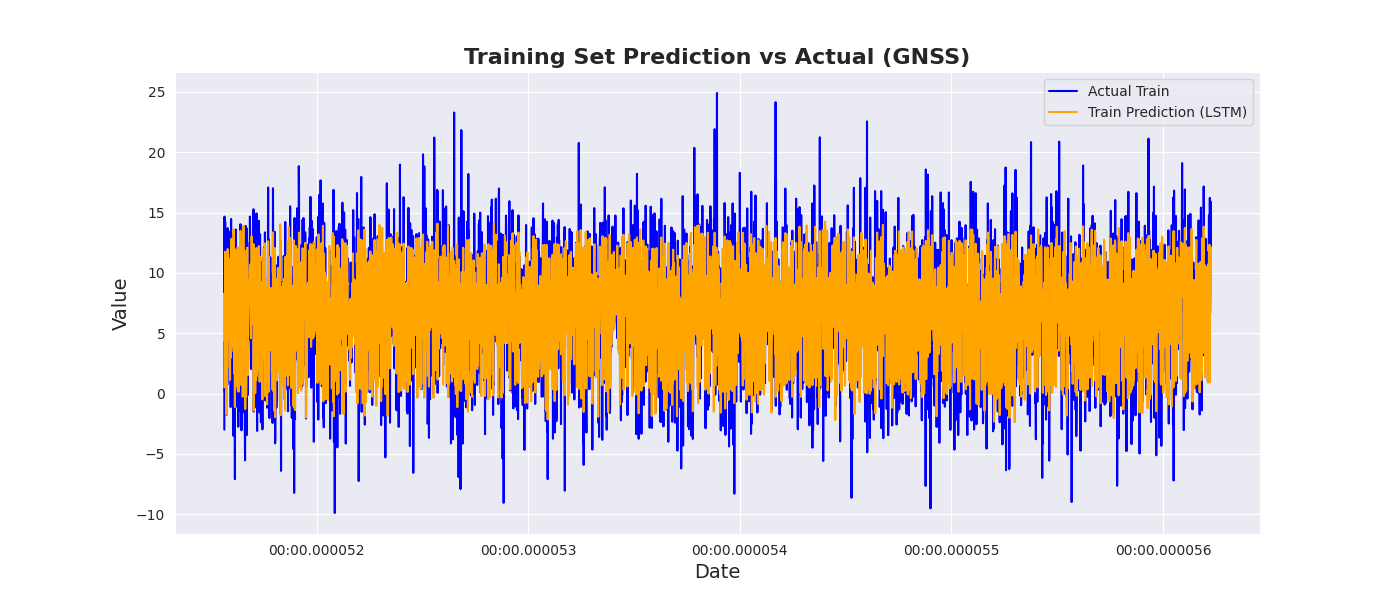 Training Set Prediction vs Actual (GNSS)
Actual Train
Train Prediction (LSTM)
Value
25
20
15
10
5
0
−5
−10
00:00.000052 00:00.000053 00:00.000054 00:00.000055 00:00.000056
Date